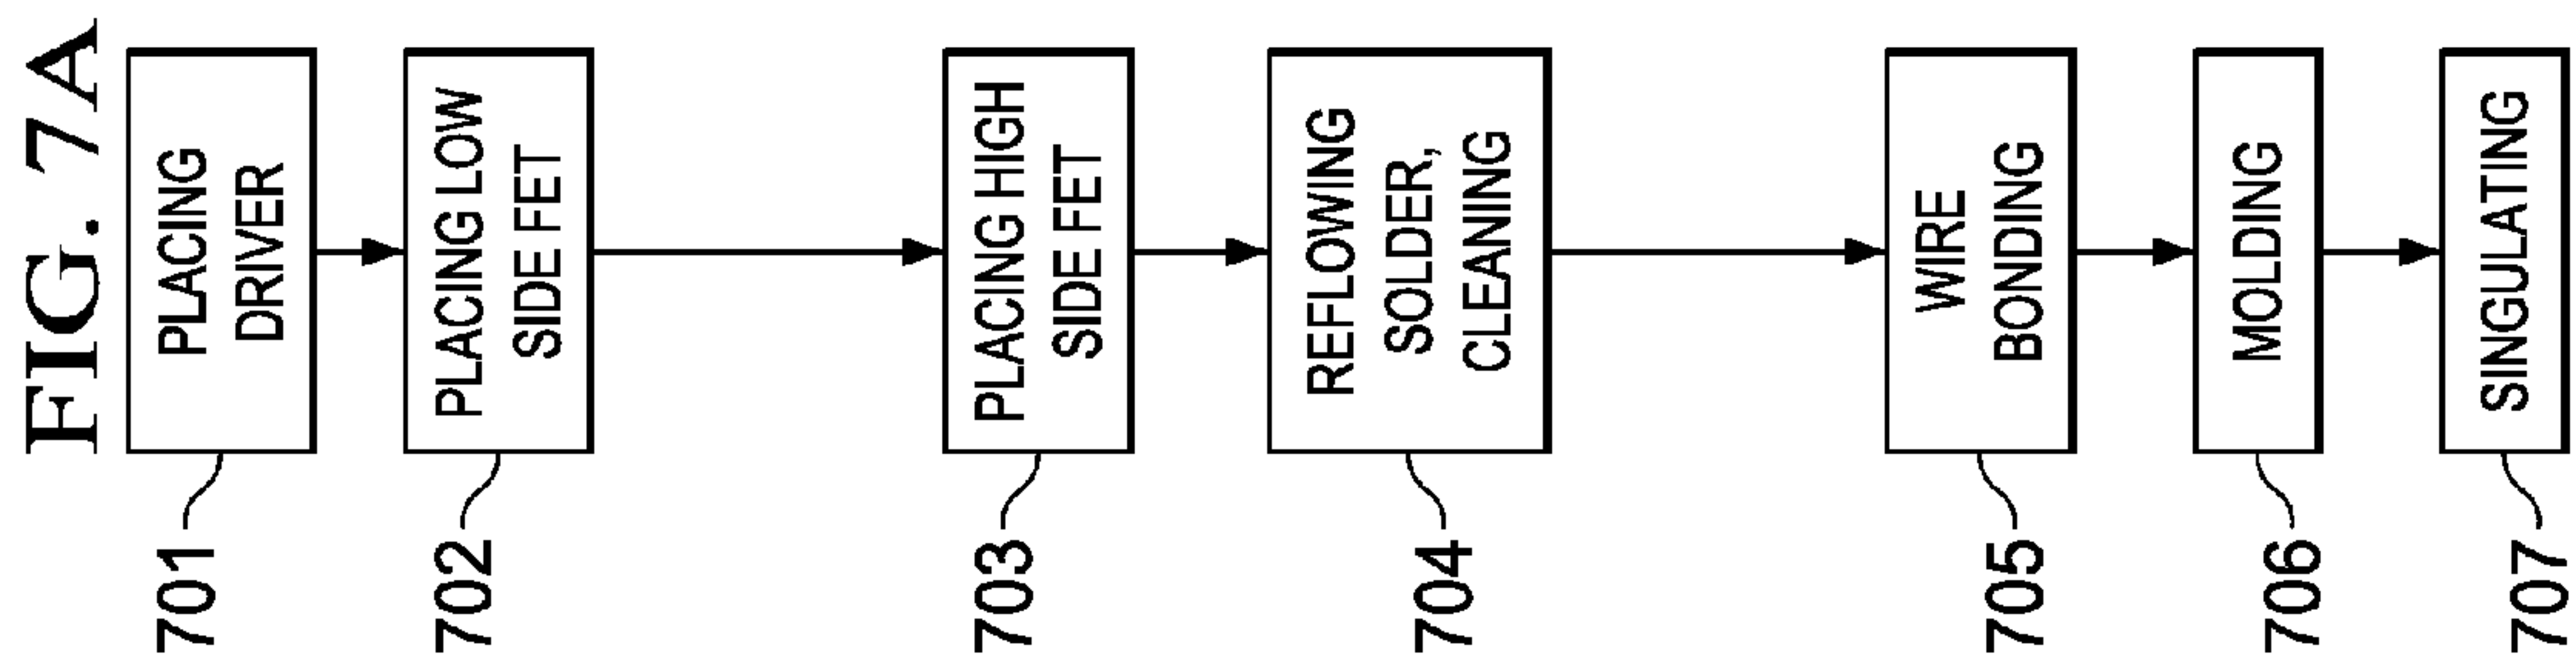 FIG. 7A
701
PLACING
DRIVER
702
PLACING LOW
SIDE FET
703
PLACING HIGH
SIDE FET
704
REFLOWING
SOLDER,
CLEANING
705
WIRE
BONDING
706
MOLDING
707
SINGULATING